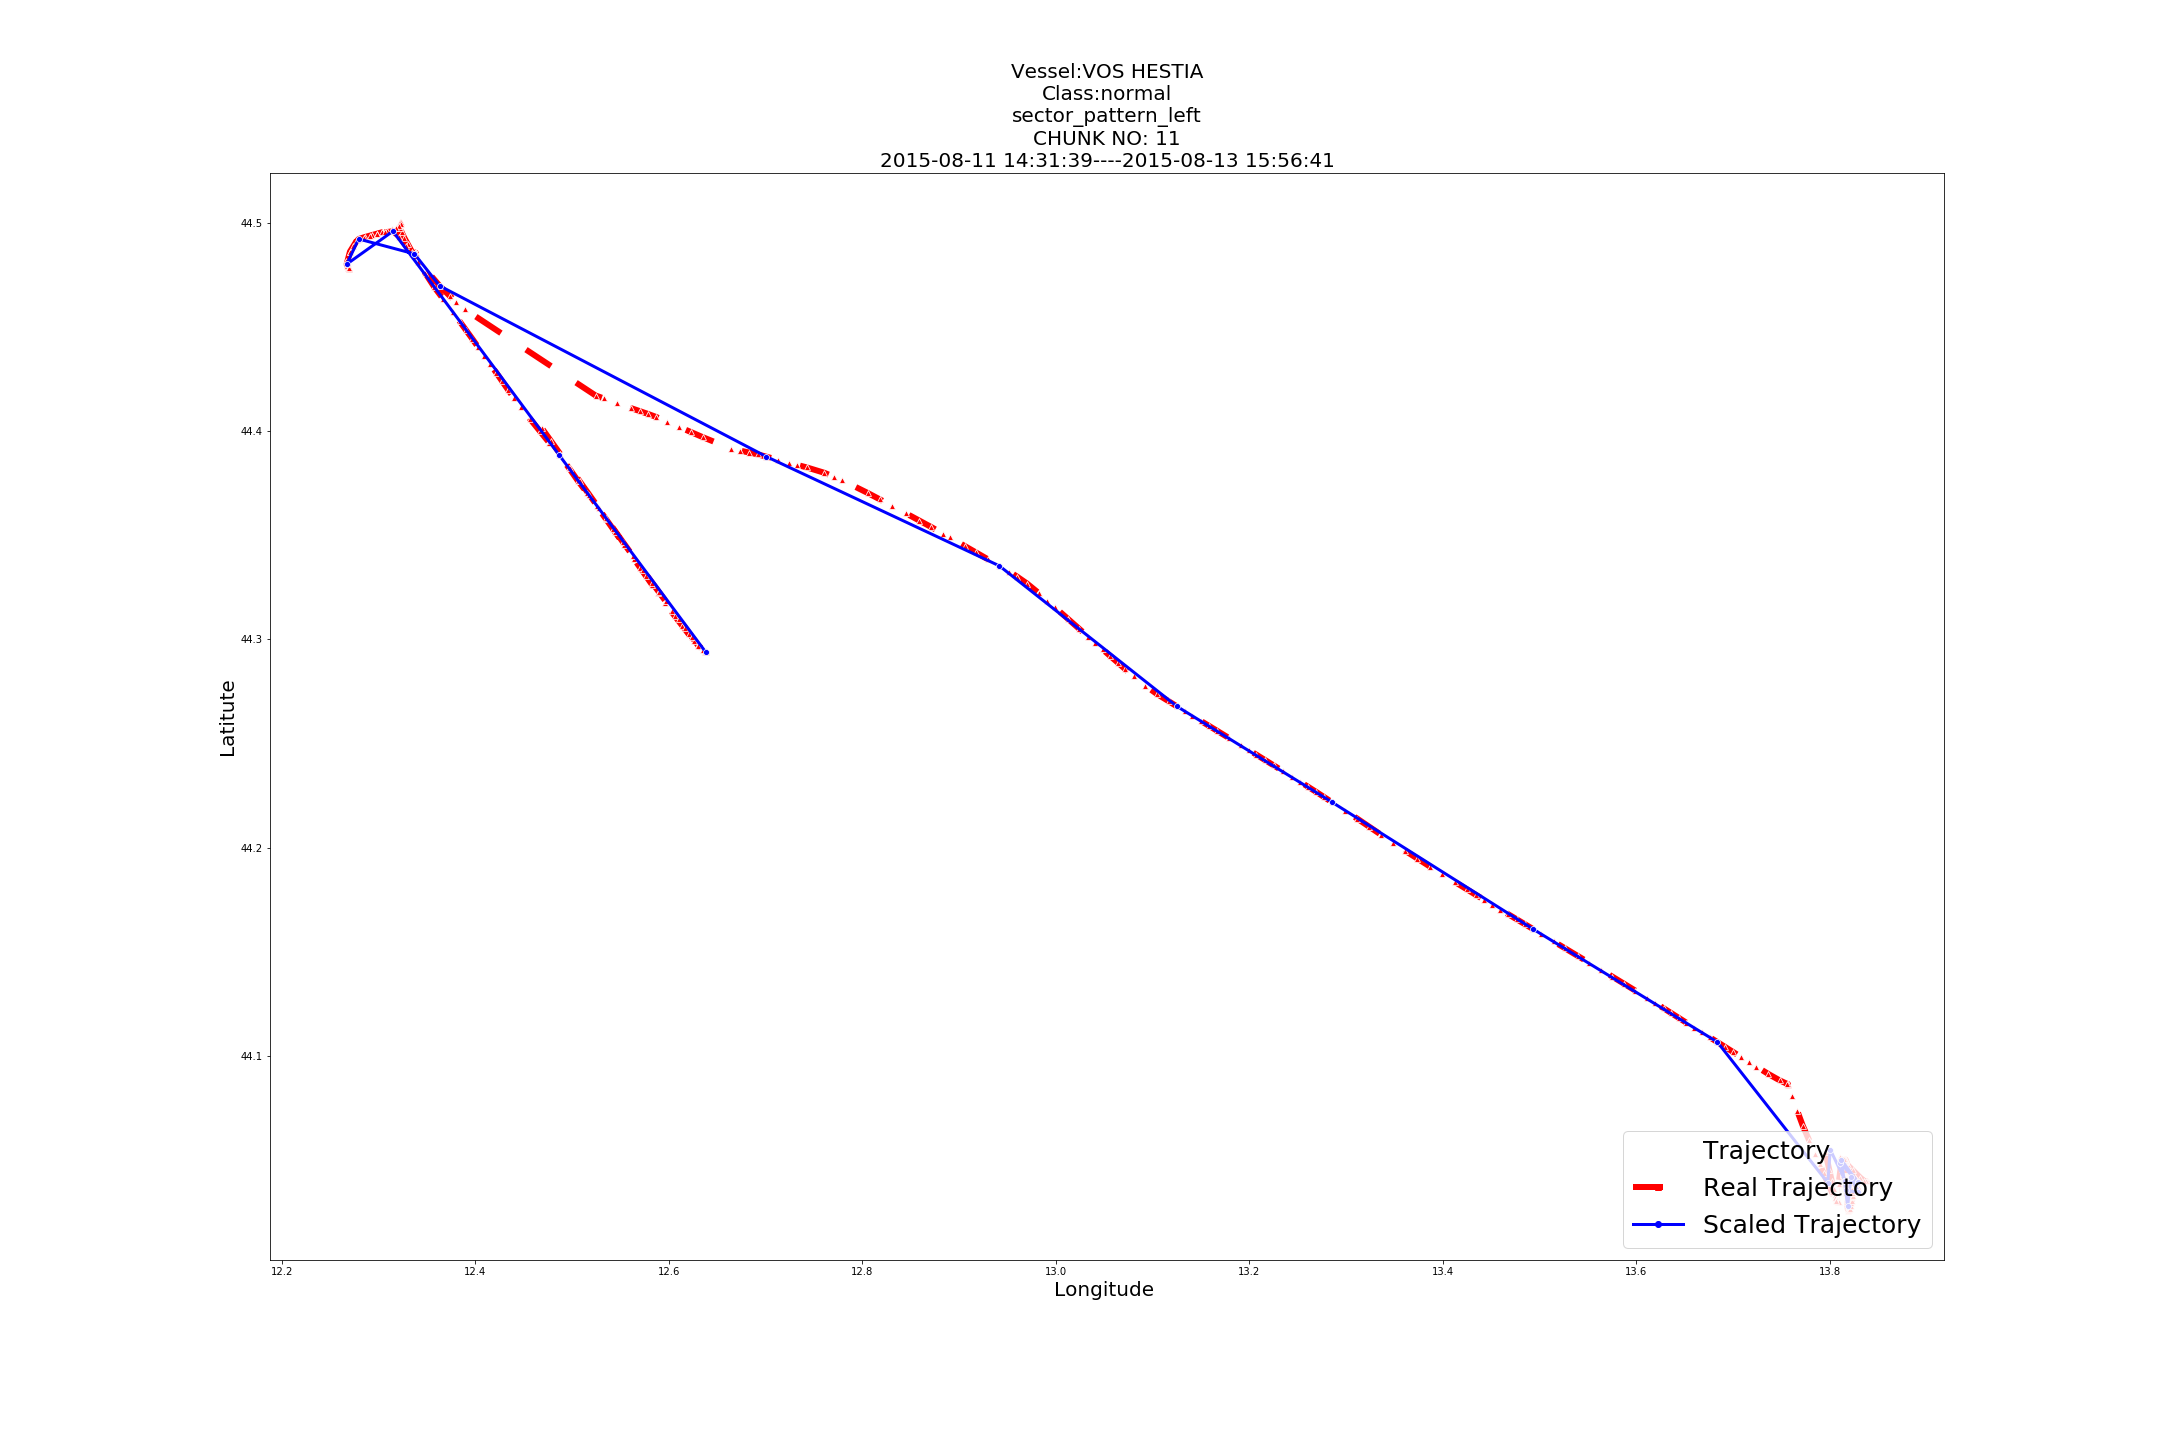 Vessel:VOS HESTIA
Class:normal
sector_pattern_left
CHUNK NO: 11
2015-08-11 14:31:39----2015-08-13 15:56:41
44.5
44.4
44.3
44.2
44.1
Latitute
12.2 12.4 12.6 12.8 13.0 13.2 13.4 13.6 13.8
Longitude
Trajectory
Real Trajectory
Scaled Trajectory